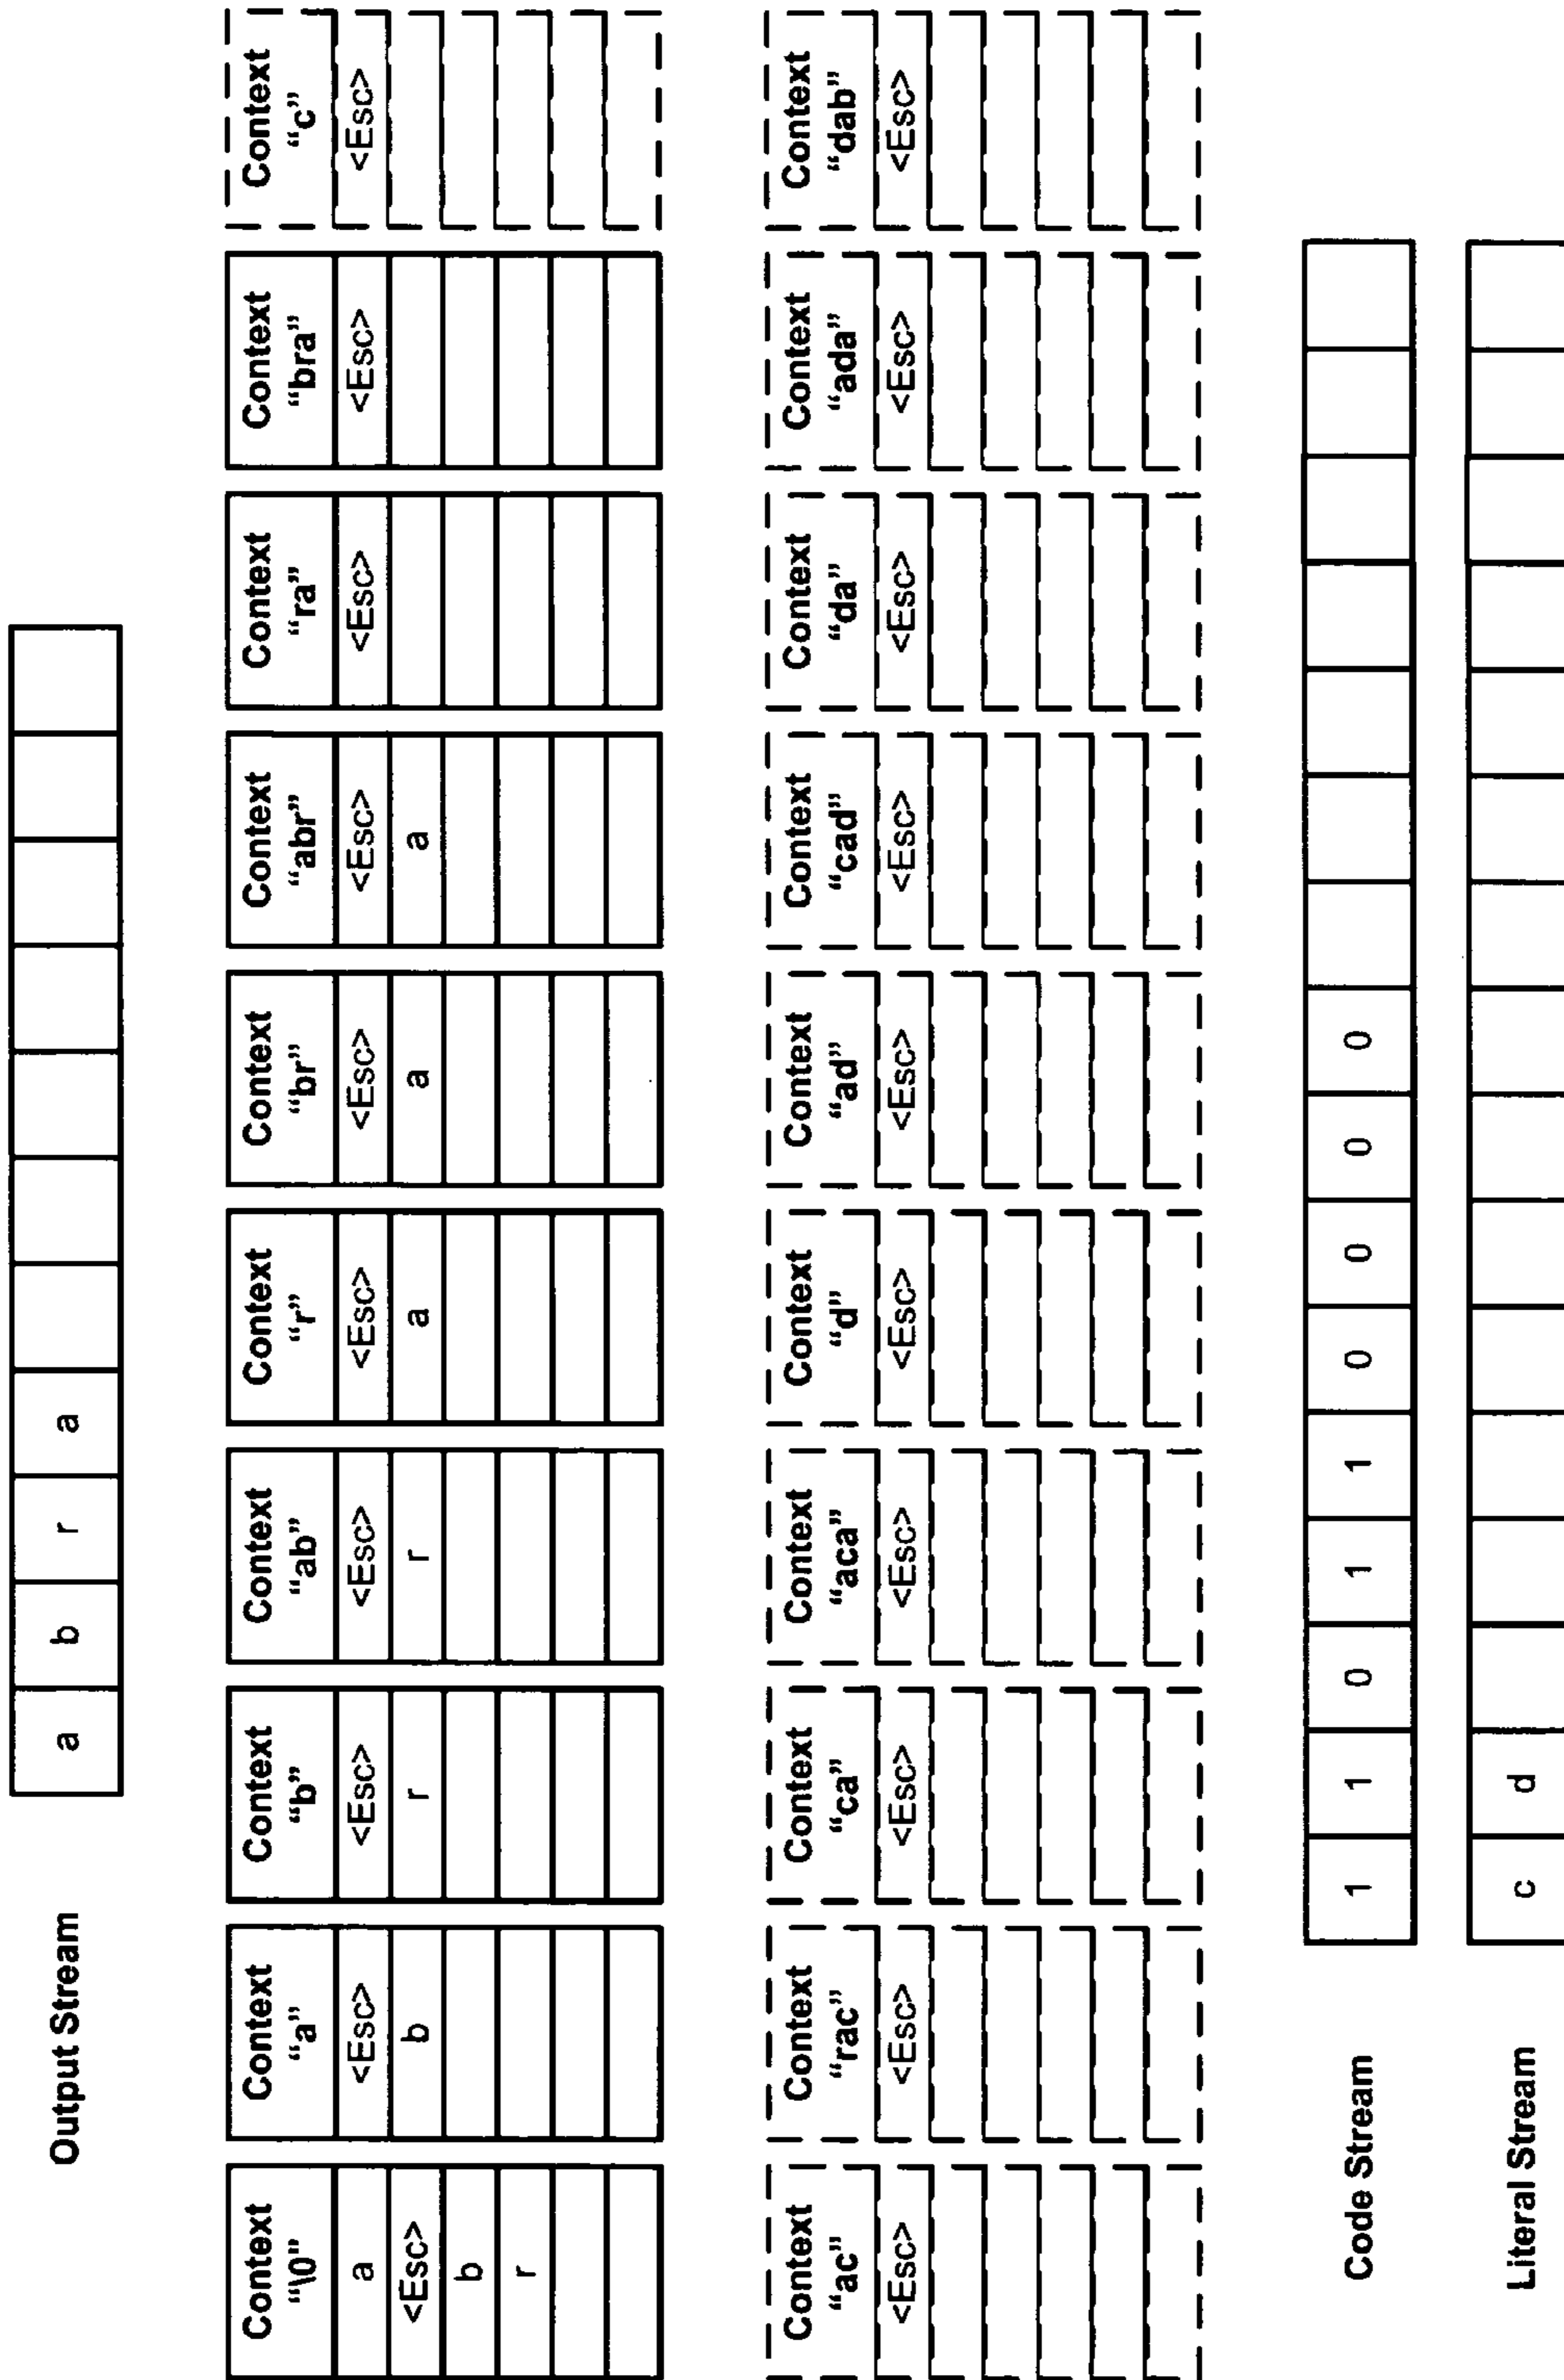 Output Stream
a b r a
Context "\0" Context "a" Context "b" Context "ab" Context "r" Context "br" Context "abr" Context "ra" Context "bra" Context "c"
a <Esc> <Esc> <Esc> <Esc> <Esc> <Esc> <Esc> <Esc> <Esc>
<Esc> b r r a a a
b
r
Context "ac" Context "rac" Context "ca" Context "aca" Context "d" Context "ad" Context "cad" Context "da" Context "ada" Context "dab"
<Esc> <Esc> <Esc> <Esc> <Esc> <Esc> <Esc> <Esc> <Esc> <Esc>
Code Stream
1 1 0 1 1 0 0 0 0
Literal Stream
c d